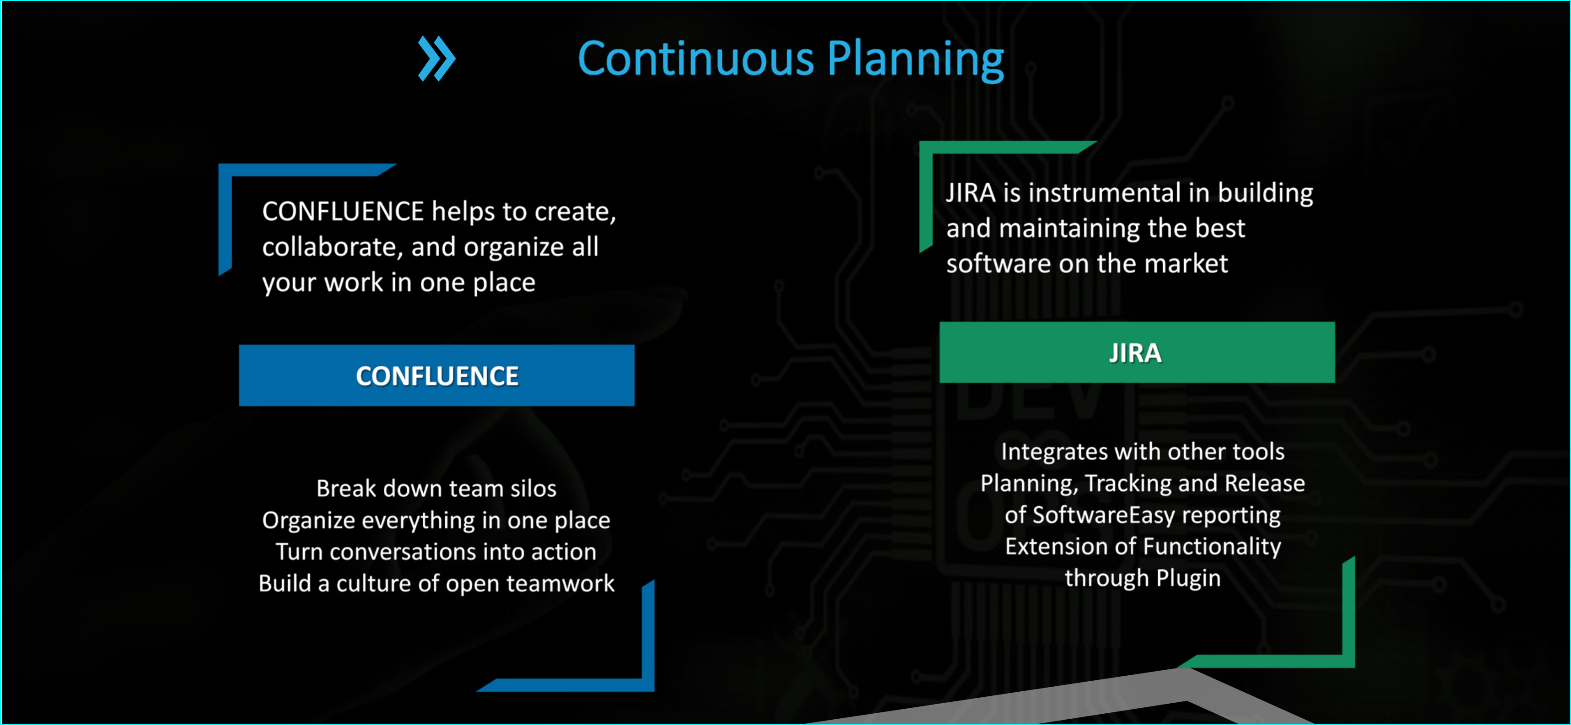 Continuous Planning
CONFLUENCE helps to create,
collaborate, and organize all
your work in one place
CONFLUENCE
Break down team silos
Organize everything in one place
Turn conversations into action
Build a culture of open teamwork
JIRA is instrumental in building
and maintaining the best
software on the market
JIRA
Integrates with other tools
Planning, Tracking and Release
of SoftwareEasy reporting
Extension of Functionality
through Plugin
DEV
OPS